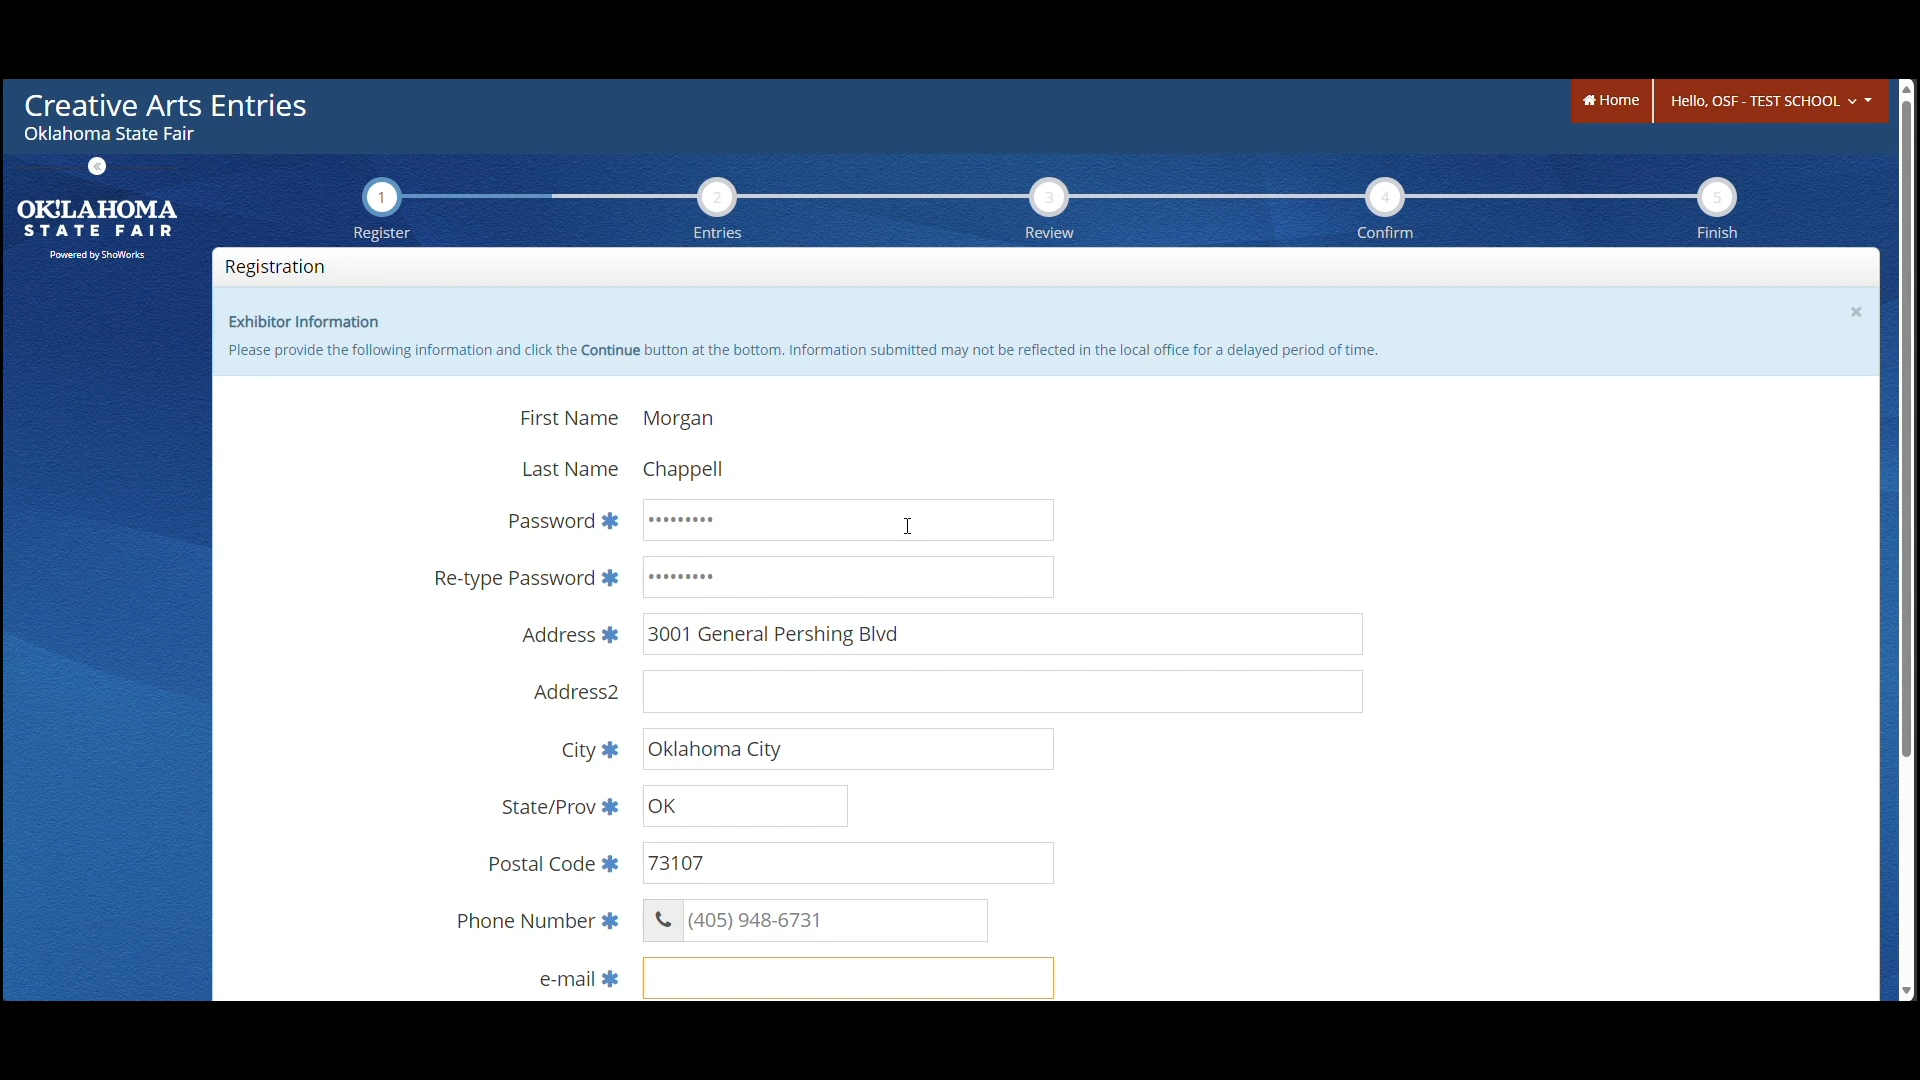 Creative Arts Entries
Oklahoma State Fair
Home
Hello, OSF - TEST SCHOOL
OK!LAHOMA
STATE FAIR
Powered by ShoWorks
1
2
3
4
5
Register
Entries
Review
Confirm
Finish
Registration
Exhibitor Information
Please provide the following information and click the Continue button at the bottom. Information submitted may not be reflected in the local office for a delayed period of time.
First Name Morgan
Last Name Chappell
Password ✱ •••••••••
Re-type Password ✱ •••••••••
Address ✱ 3001 General Pershing Blvd
Address2
City ✱ Oklahoma City
State/Prov ✱ OK
Postal Code ✱ 73107
Phone Number ✱ (405) 948-6731
e-mail ✱